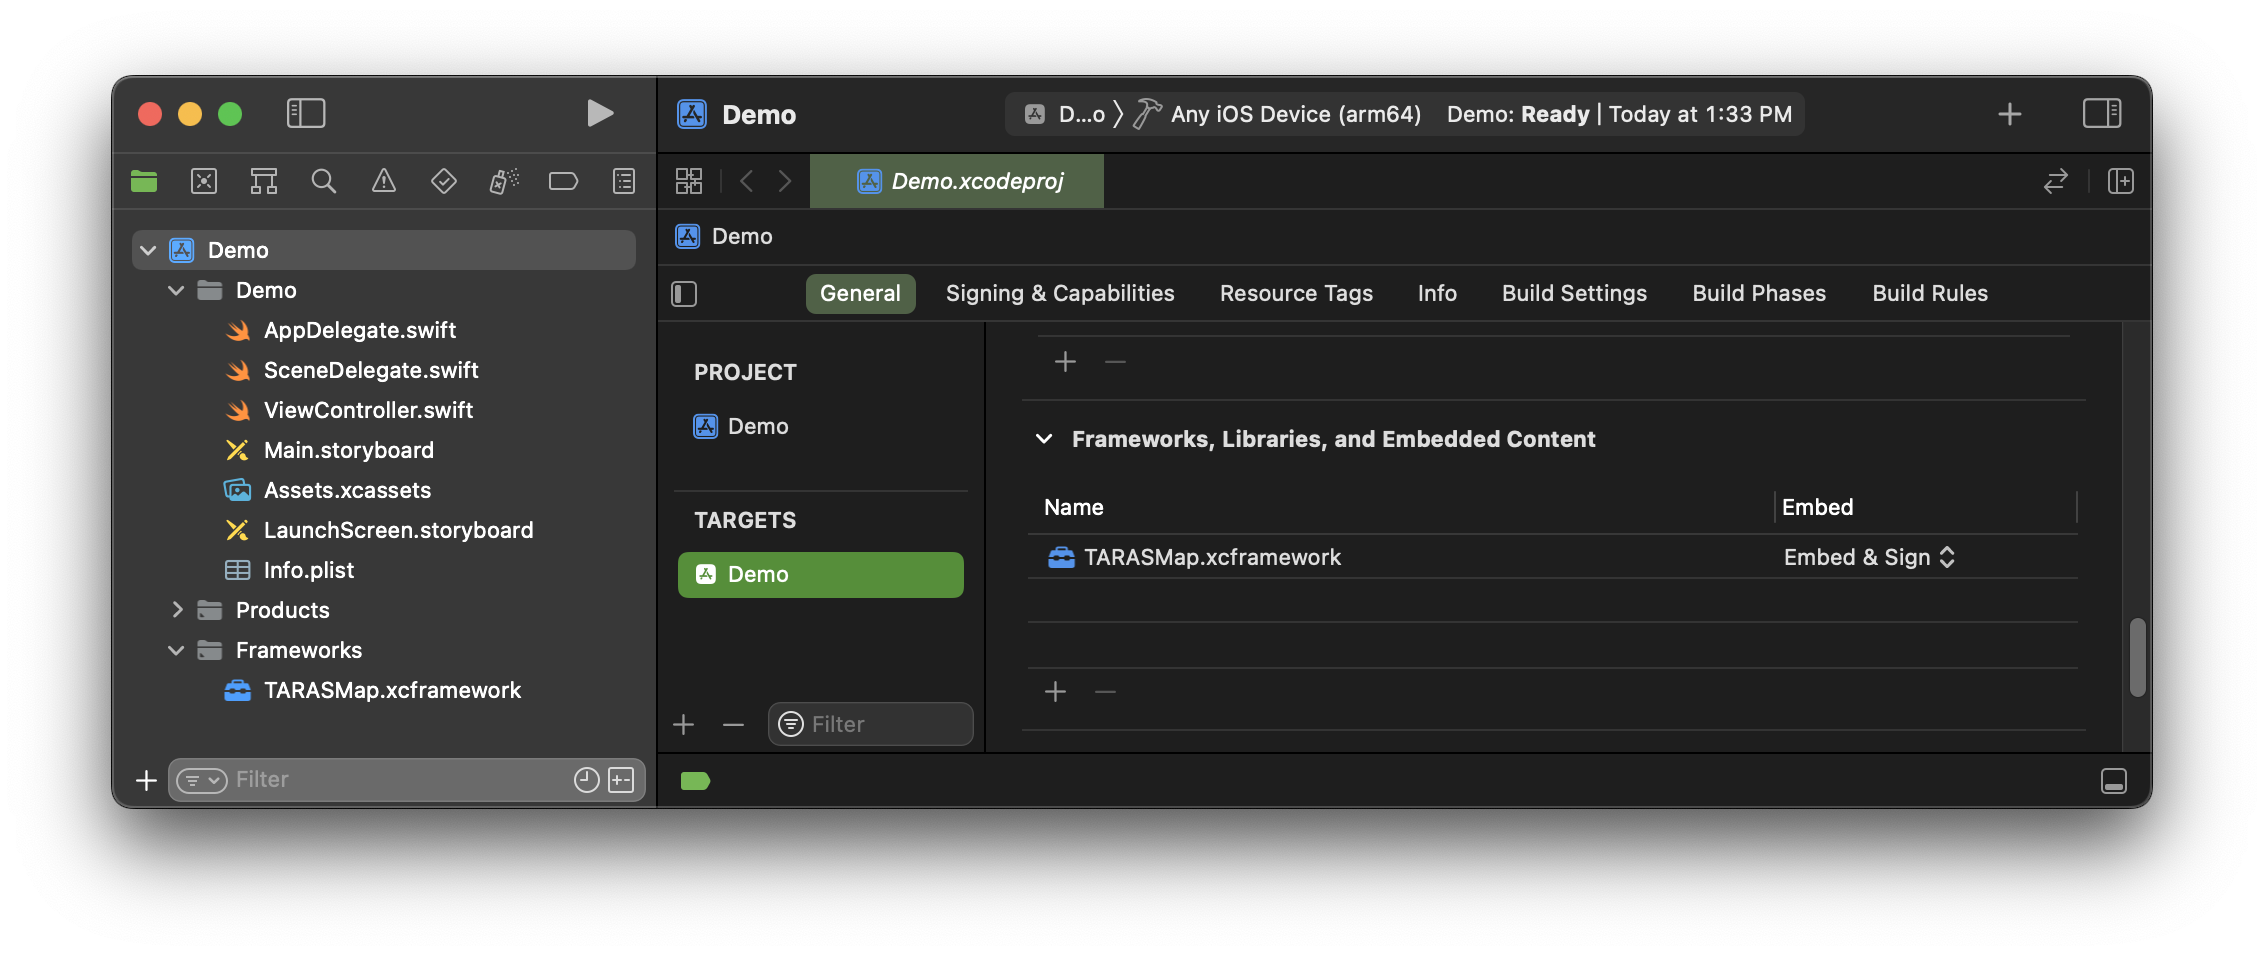 Demo
D...o 〉 Any iOS Device (arm64) Demo: Ready | Today at 1:33 PM
Demo.xcodeproj
Demo
General Signing & Capabilities Resource Tags Info Build Settings Build Phases Build Rules
Demo
Demo
AppDelegate.swift
SceneDelegate.swift
ViewController.swift
Main.storyboard
Assets.xcassets
LaunchScreen.storyboard
Info.plist
Products
Frameworks
TARASMap.xcframework
Filter
PROJECT
Demo
TARGETS
Demo
Filter
Frameworks, Libraries, and Embedded Content
Name Embed
TARASMap.xcframework Embed & Sign